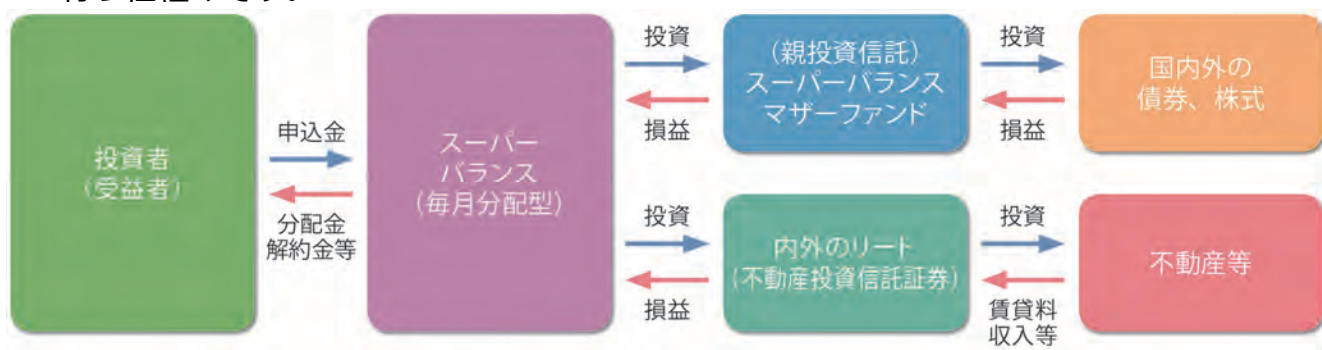 投資者
(受益者)
申込金
分配金
解約金等
スーパー
バランス
(毎月分配型)
投資
損益
(親投資信託)
スーパーバランス
マザーファンド
投資
損益
国内外の
債券、株式
投資
損益
内外のリート
(不動産投資信託証券)
投資
賃貸料
収入等
不動産等